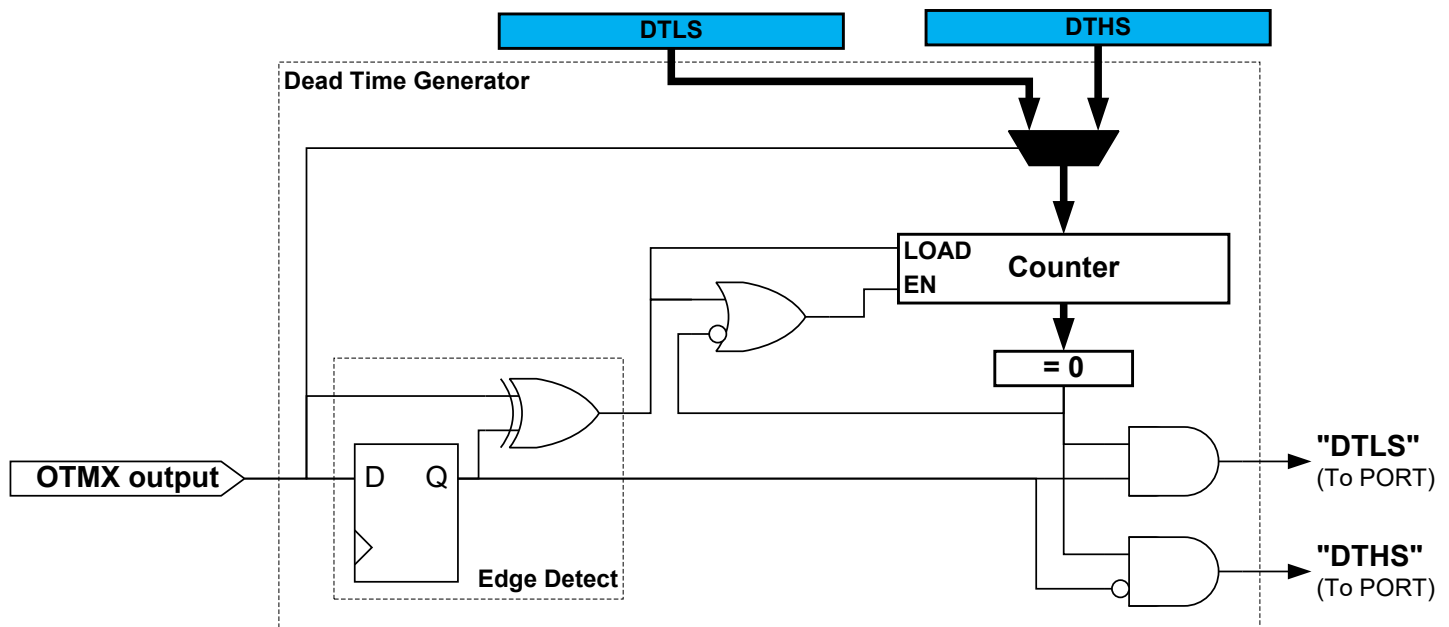 DTLS
DTHS
Dead Time Generator
LOAD
Counter
EN
= 0
OTMX output
D
Q
Edge Detect
"DTLS"
(To PORT)
"DTHS"
(To PORT)